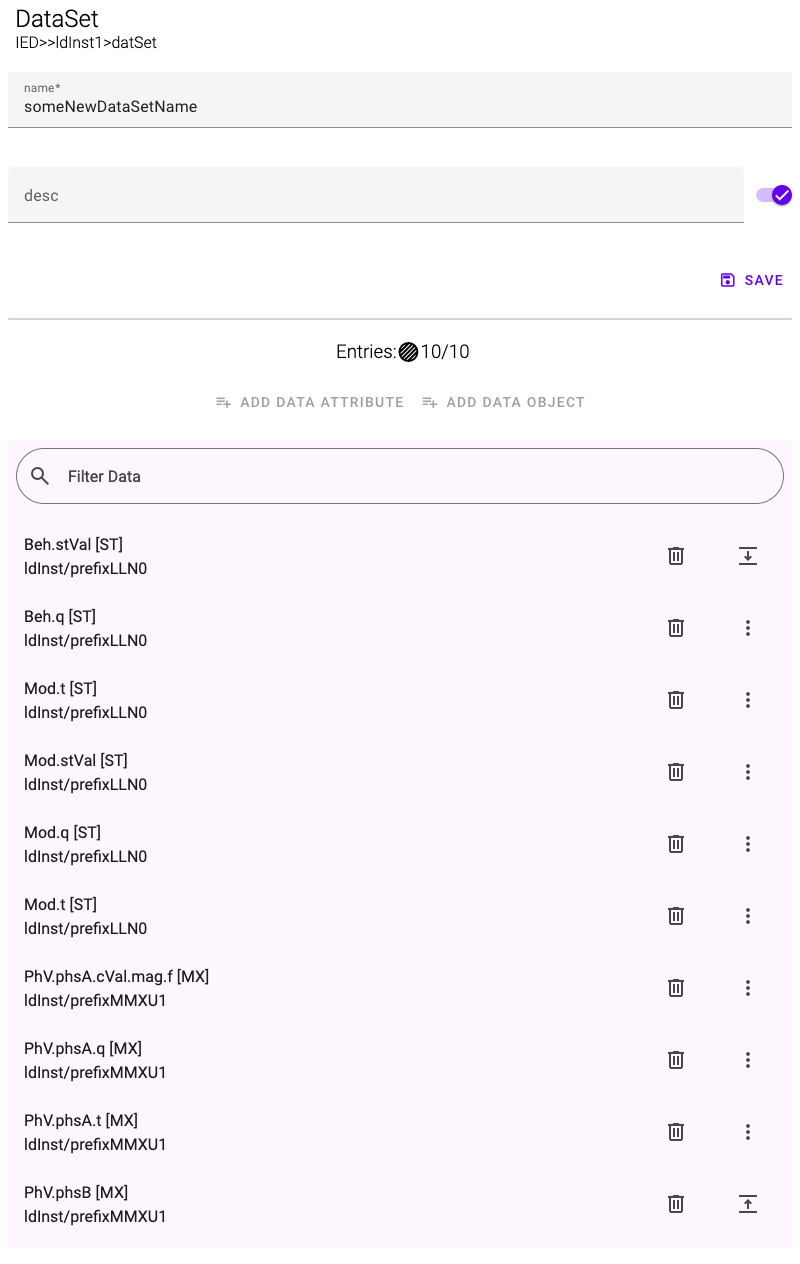 DataSet
IED>>ldInst1>datSet
name*
someNewDataSetName
desc
SAVE
Entries: 10/10
ADD DATA ATTRIBUTE ADD DATA OBJECT
Filter Data
Beh.stVal [ST]
ldInst/prefixLLN0
Beh.q [ST]
ldInst/prefixLLN0
Mod.t [ST]
ldInst/prefixLLN0
Mod.stVal [ST]
ldInst/prefixLLN0
Mod.q [ST]
ldInst/prefixLLN0
Mod.t [ST]
ldInst/prefixLLN0
PhV.phsA.cVal.mag.f [MX]
ldInst/prefixMMXU1
PhV.phsA.q [MX]
ldInst/prefixMMXU1
PhV.phsA.t [MX]
ldInst/prefixMMXU1
PhV.phsB [MX]
ldInst/prefixMMXU1